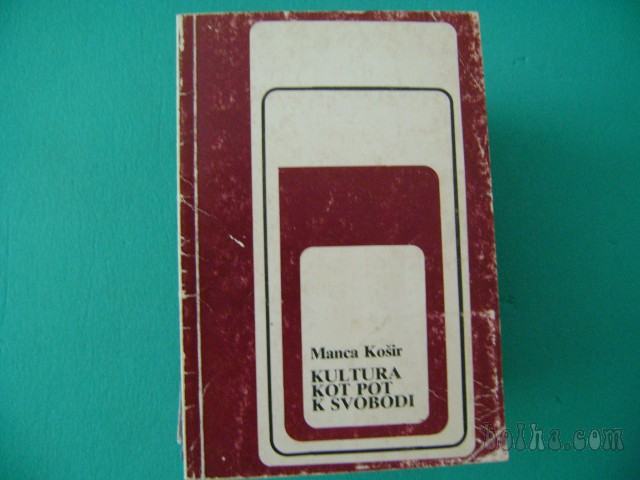 Manca Košir
KULTURA
KOT POT
K SVOBODI
bolha.com